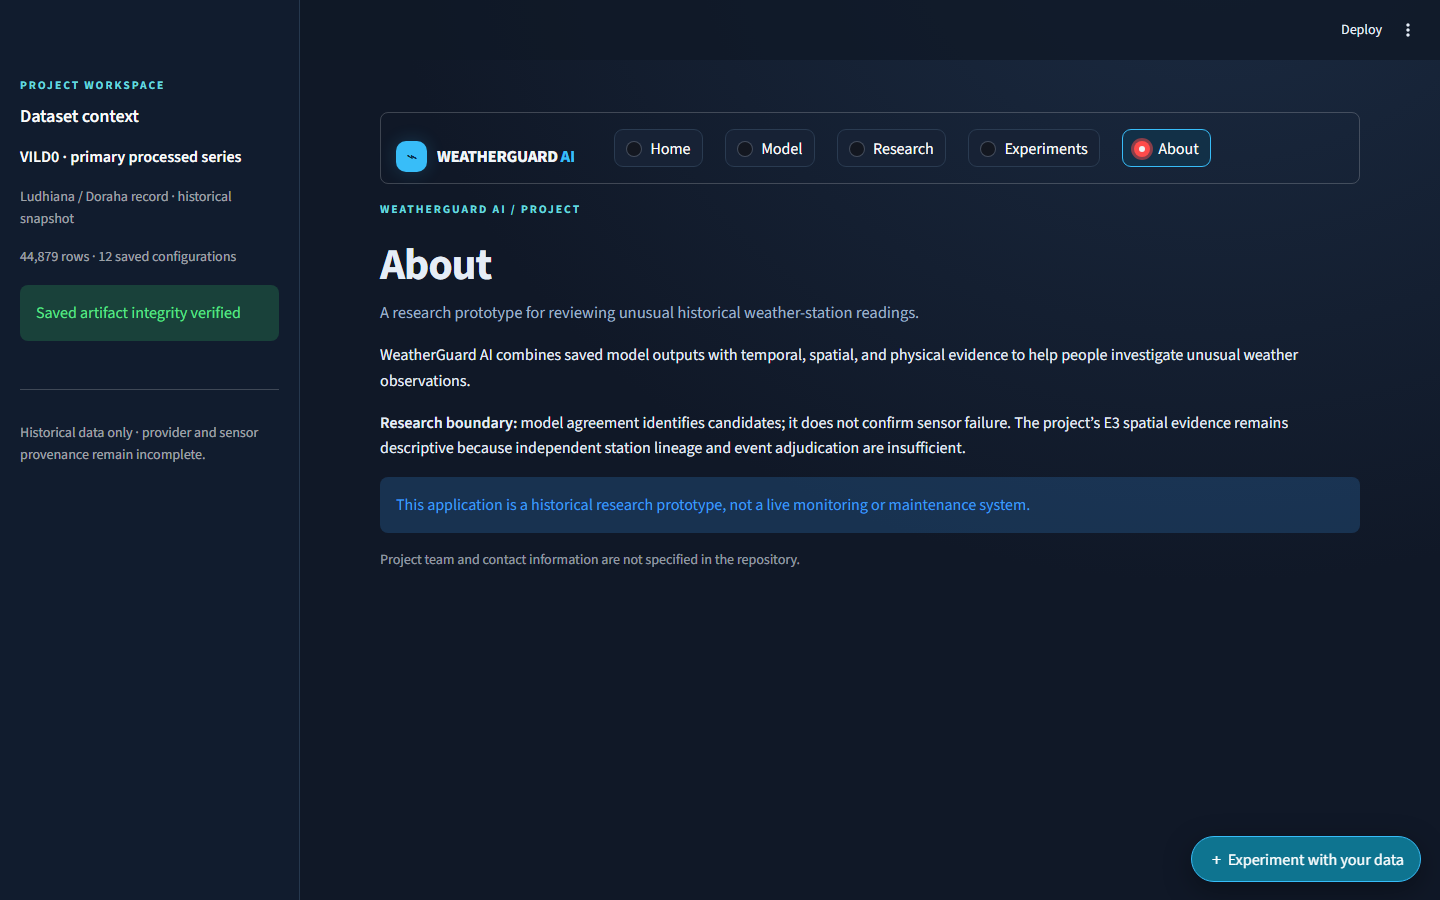 Deploy
PROJECT WORKSPACE
Dataset context
VILD0 · primary processed series
Ludhiana / Doraha record · historical
snapshot
44,879 rows · 12 saved configurations
Saved artifact integrity verified
Historical data only · provider and sensor
provenance remain incomplete.
WEATHERGUARD AI
Home
Model
Research
Experiments
About
WEATHERGUARD AI / PROJECT
About
A research prototype for reviewing unusual historical weather-station readings.
WeatherGuard AI combines saved model outputs with temporal, spatial, and physical evidence to help people investigate unusual weather
observations.
Research boundary: model agreement identifies candidates; it does not confirm sensor failure. The project’s E3 spatial evidence remains
descriptive because independent station lineage and event adjudication are insufficient.
This application is a historical research prototype, not a live monitoring or maintenance system.
Project team and contact information are not specified in the repository.
+ Experiment with your data